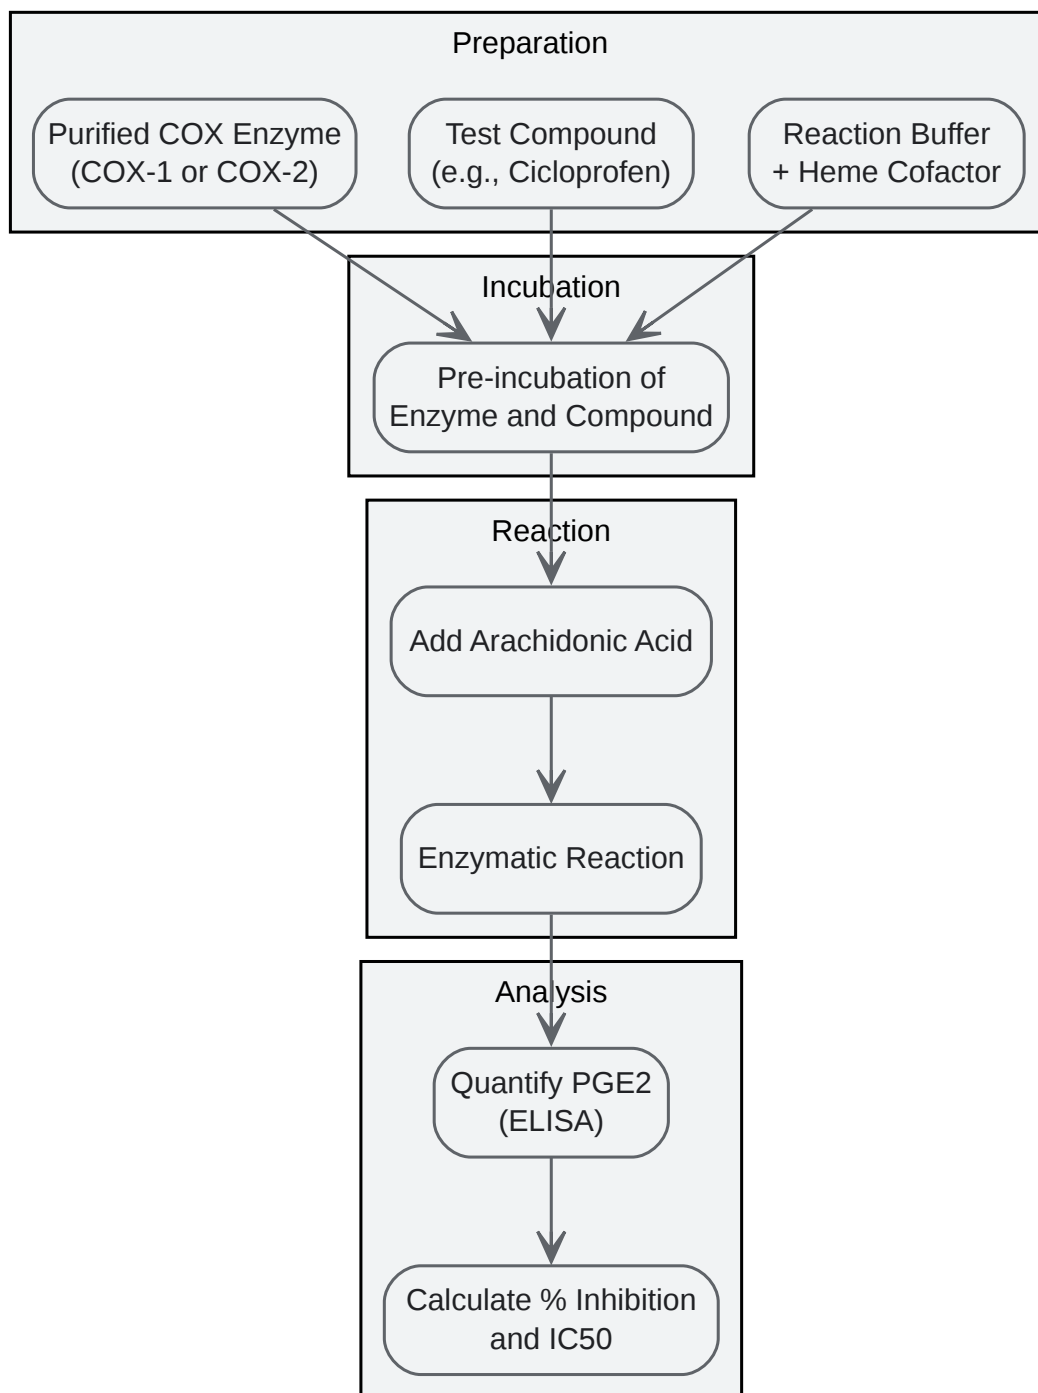 Preparation
Purified COX Enzyme
(COX-1 or COX-2)
Test Compound
(e.g., Cicloprofen)
Reaction Buffer
+ Heme Cofactor
Incubation
Pre-incubation of
Enzyme and Compound
Reaction
Add Arachidonic Acid
Enzymatic Reaction
Analysis
Quantify PGE2
(ELISA)
Calculate % Inhibition
and IC50